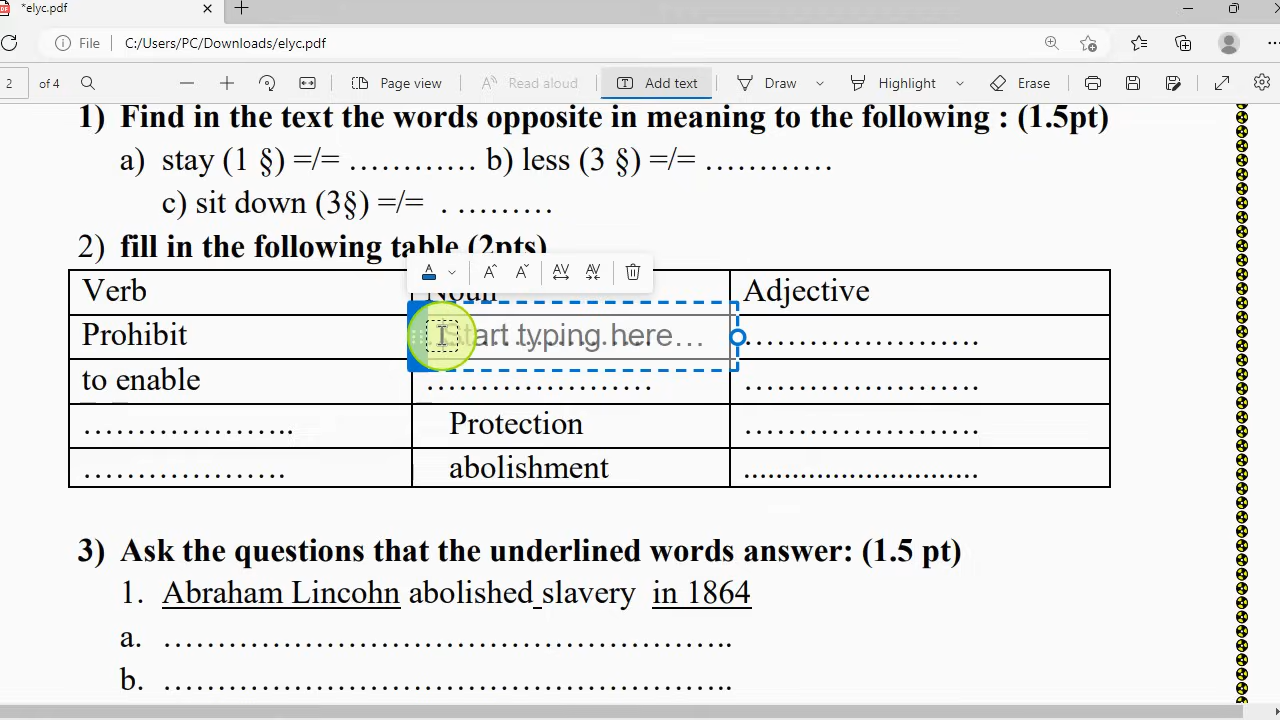 *elyc.pdf
File C:/Users/PC/Downloads/elyc.pdf
2 of 4 Page view Read aloud Add text Draw Highlight Erase
1) Find in the text the words opposite in meaning to the following : (1.5pt)
a) stay (1 §) =/= ………… b) less (3 §) =/= …………
c) sit down (3§) =/= . ………
2) fill in the following table (2pts)
Verb Noun Adjective
Prohibit Start typing here… ………………….
to enable …………………. ………………….
……………….. Protection ………………….
………………. abolishment ............................
3) Ask the questions that the underlined words answer: (1.5 pt)
1. Abraham Lincohn abolished slavery in 1864
a. ………………………………………………..
b. ………………………………………………..